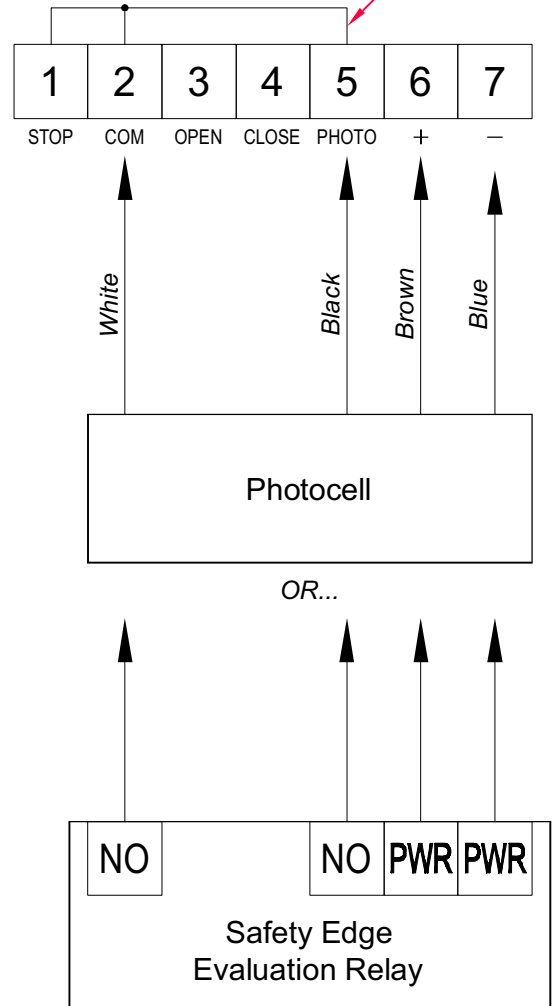 1 2 3 4 5 6 7
STOP COM OPEN CLOSE PHOTO + −
White Black Brown Blue
Photocell
OR...
NO NO PWR PWR
Safety Edge
Evaluation Relay